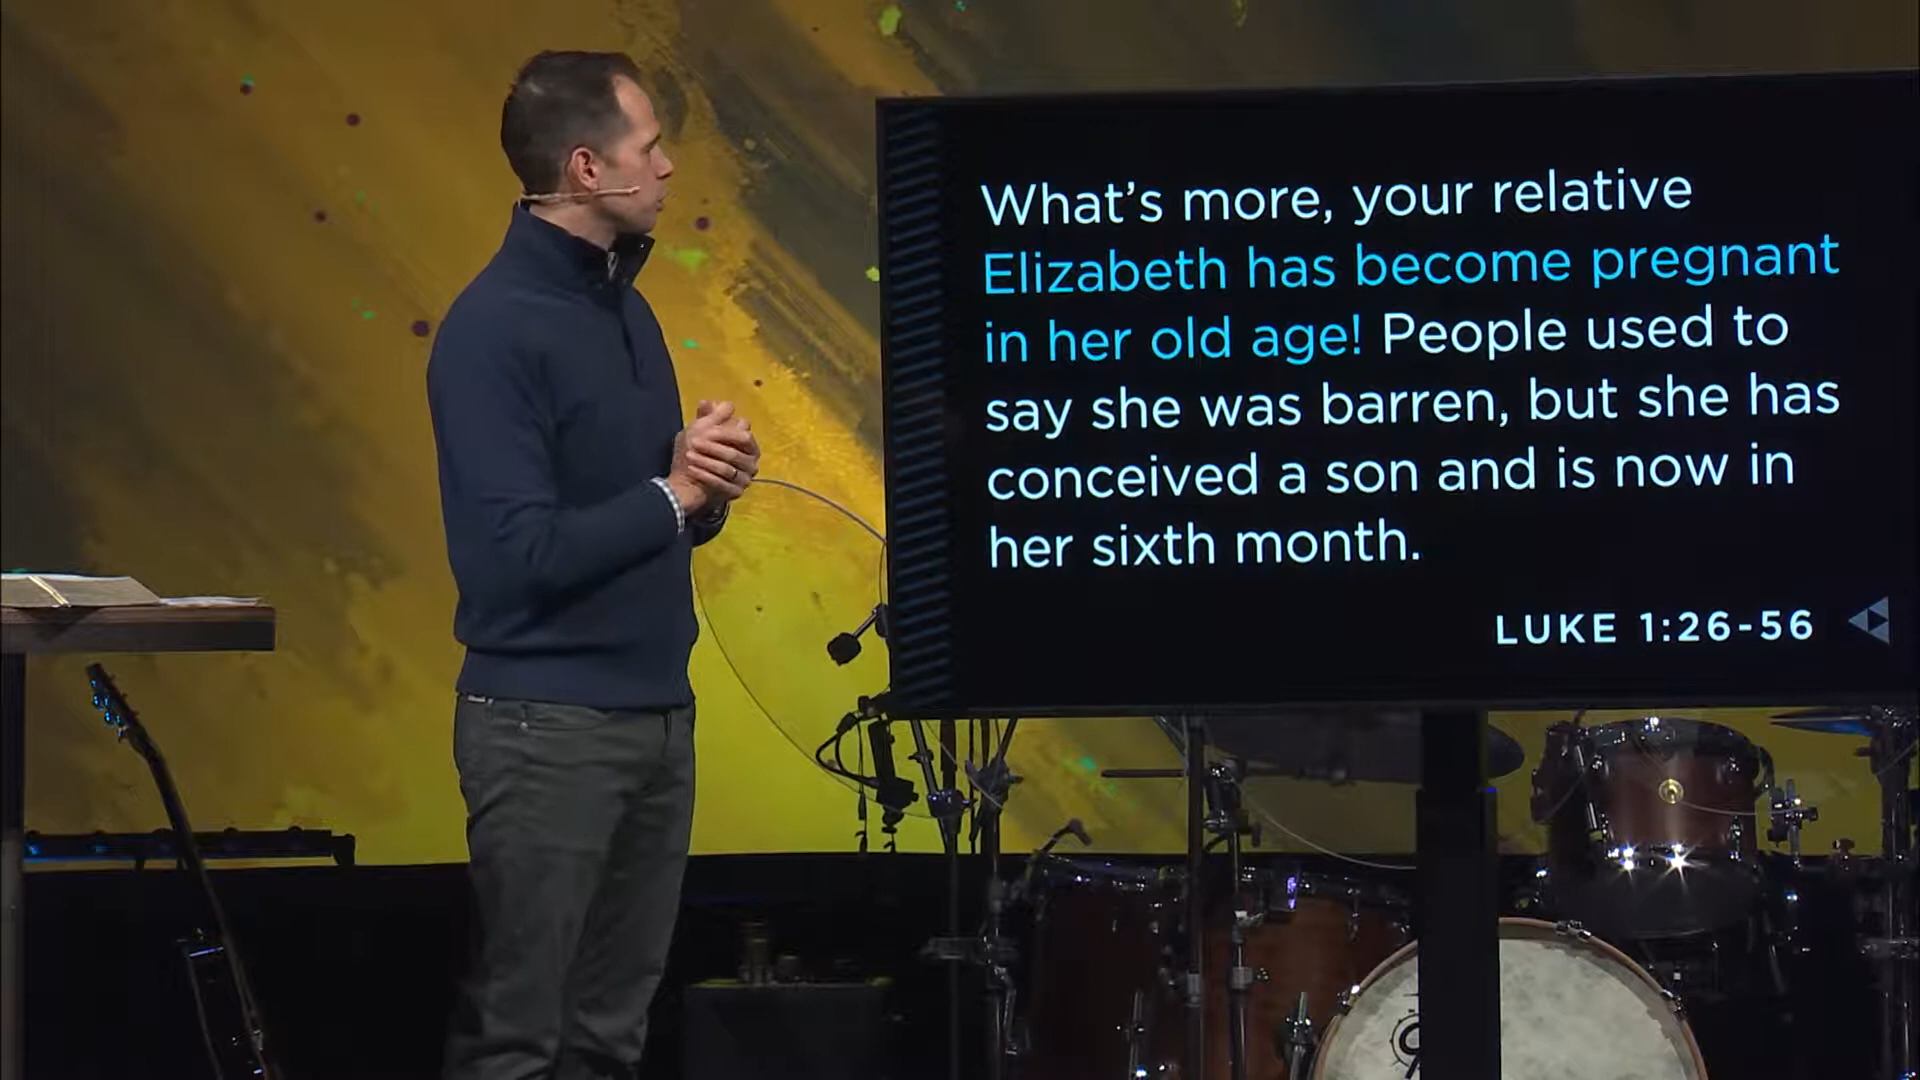 What's more, your relative
Elizabeth has become pregnant
in her old age! People used to
say she was barren, but she has
conceived a son and is now in
her sixth month.
LUKE 1:26-56